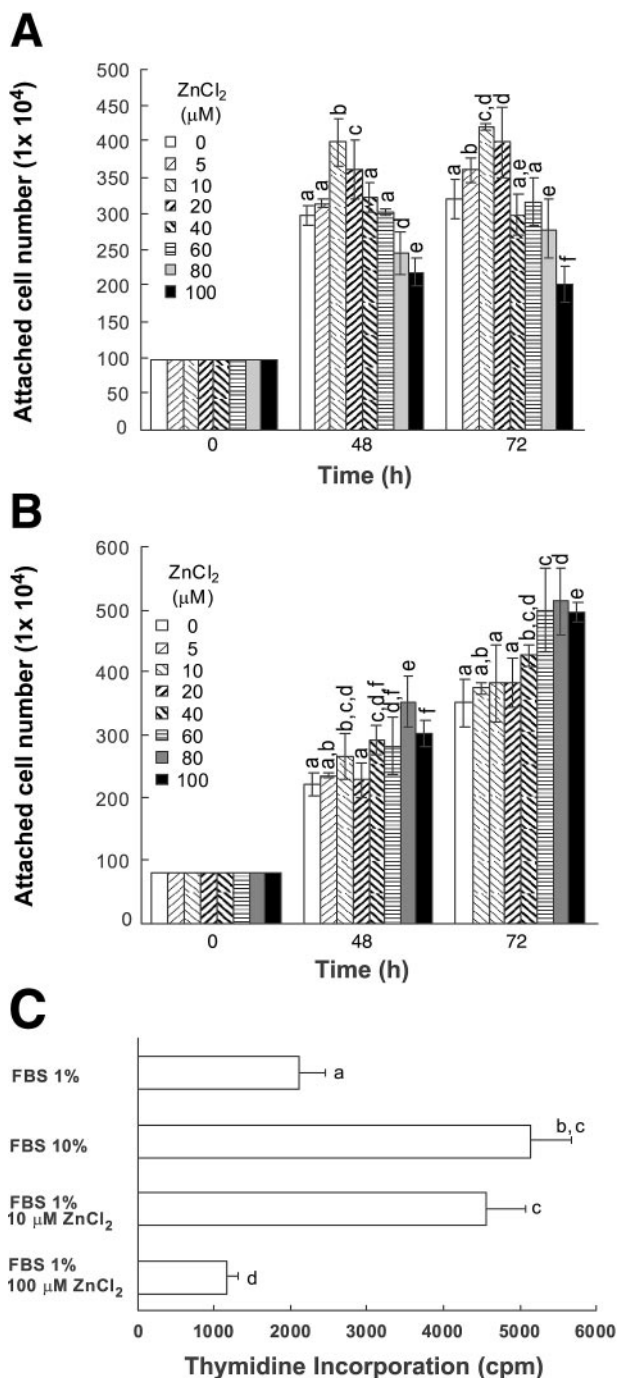 A
Attached cell number (1x 10⁴)
500
450
400
350
300
250
200
100
50
0
ZnCl₂
(µM)
0
5
10
20
40
60
80
100
a a b c a a d e
a b c,d d a,e a e f
0 48 72
Time (h)
B
Attached cell number (1x 10⁴)
600
500
400
300
200
80
0
ZnCl₂
(µM)
0
5
10
20
40
60
80
100
a a,b b,c,d a c,d,f d,f e f
a a,b a a b,c,d c d e
0 48 72
Time (h)
C
FBS 1%
a
FBS 10%
b,c
FBS 1%
10 µM ZnCl₂
c
FBS 1%
100 µM ZnCl₂
d
0 1000 2000 3000 4000 5000 6000
Thymidine Incorporation (cpm)